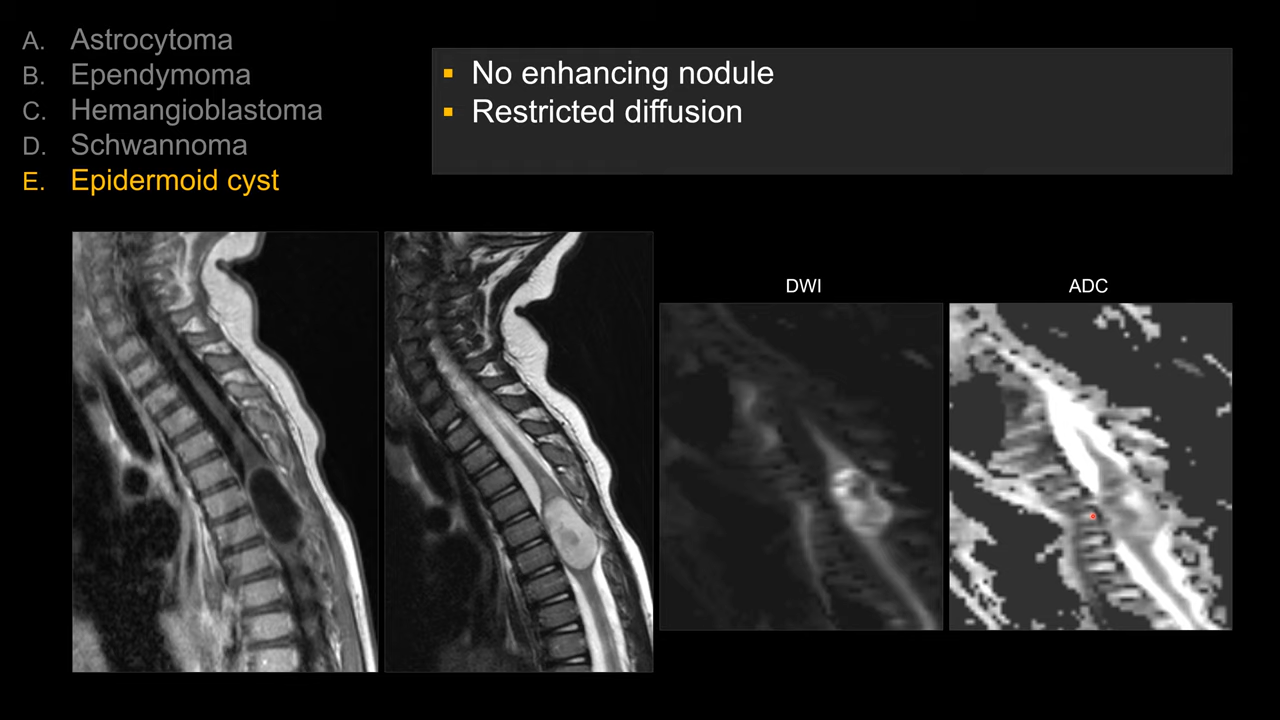 A. Astrocytoma
B. Ependymoma
C. Hemangioblastoma
D. Schwannoma
E. Epidermoid cyst
▪ No enhancing nodule
▪ Restricted diffusion
DWI
ADC